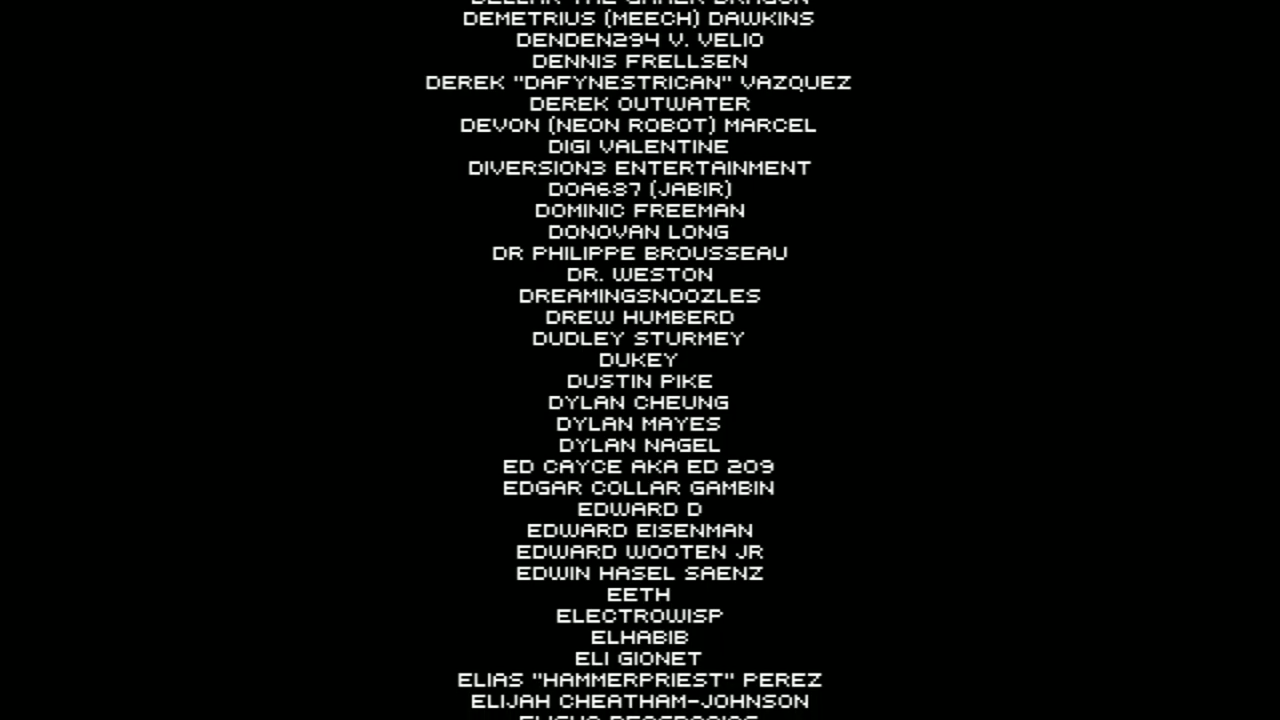 DEMETRIUS (MEECH) DAWKINS
DENDEN294 V. VELIO
DENNIS FRELLSEN
DEREK "DAFYNESTRICAN" VAZQUEZ
DEREK OUTWATER
DEVON (NEON ROBOT) MARCEL
DIGI VALENTINE
DIVERSION3 ENTERTAINMENT
DOA687 (JABIR)
DOMINIC FREEMAN
DONOVAN LONG
DR PHILIPPE BROUSSEAU
DR. WESTON
DREAMINGSNOOZLES
DREW HUMBERD
DUDLEY STURMEY
DUKEY
DUSTIN PIKE
DYLAN CHEUNG
DYLAN MAYES
DYLAN NAGEL
ED CAYCE AKA ED 209
EDGAR COLLAR GAMBIN
EDWARD D
EDWARD EISENMAN
EDWARD WOOTEN JR
EDWIN HASEL SAENZ
EETH
ELECTROWISP
ELHABIB
ELI GIONET
ELIAS "HAMMERPRIEST" PEREZ
ELIJAH CHEATHAM-JOHNSON